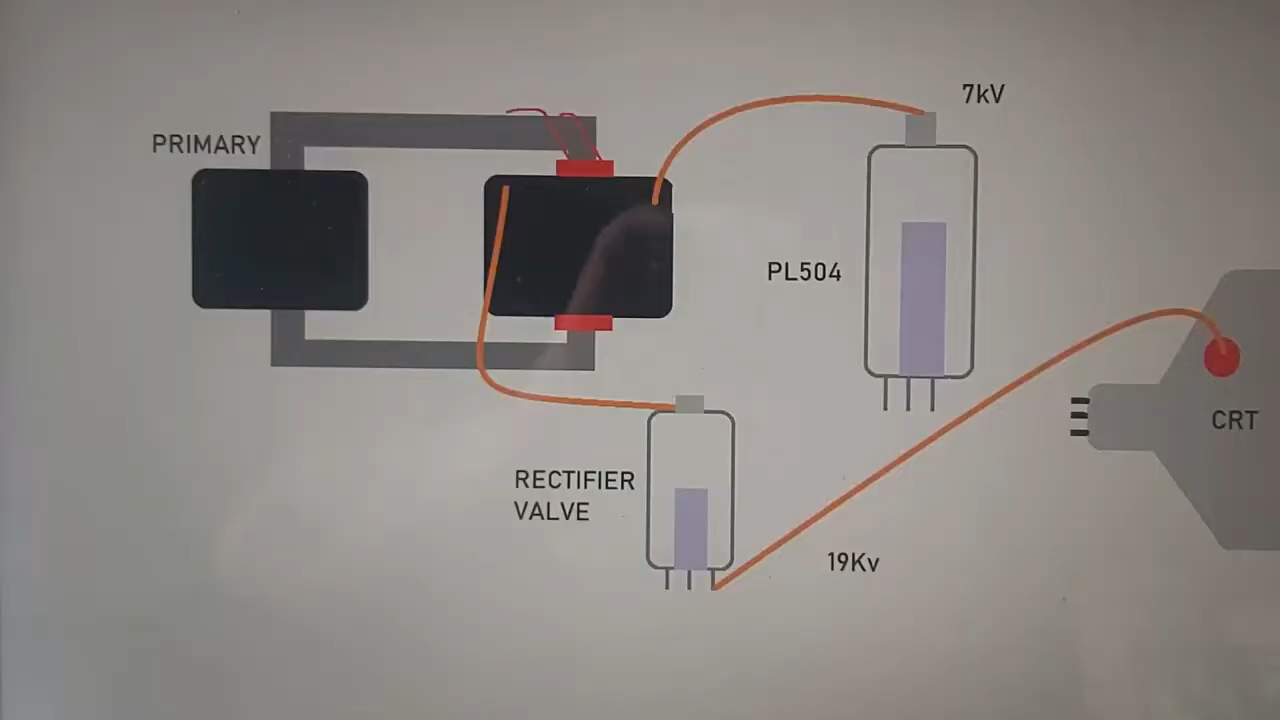 PRIMARY
7kV
PL504
CRT
RECTIFIER
VALVE
19Kv